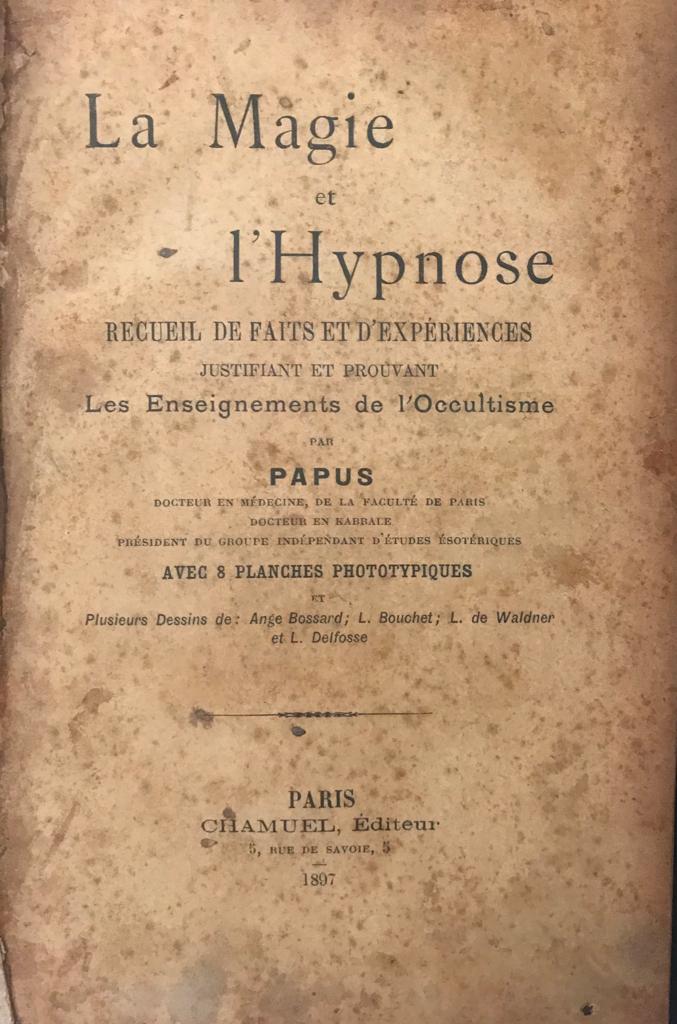 La Magie
et
l'Hypnose
RECUEIL DE FAITS ET D'EXPÉRIENCES
JUSTIFIANT ET PROUVANT
Les Enseignements de l'Occultisme
PAR
PAPUS
DOCTEUR EN MÉDECINE, DE LA FACULTÉ DE PARIS
DOCTEUR EN KABBALE
PRÉSIDENT DU GROUPE INDÉPENDANT D'ÉTUDES ÉSOTÉRIQUES
AVEC 8 PLANCHES PHOTOTYPIQUES
ET
Plusieurs Dessins de: Ange Bossard; L. Bouchet; L. de Waldner
et L. Delfosse
PARIS
CHAMUEL, Éditeur
5, RUE DE SAVOIE, 5
1897